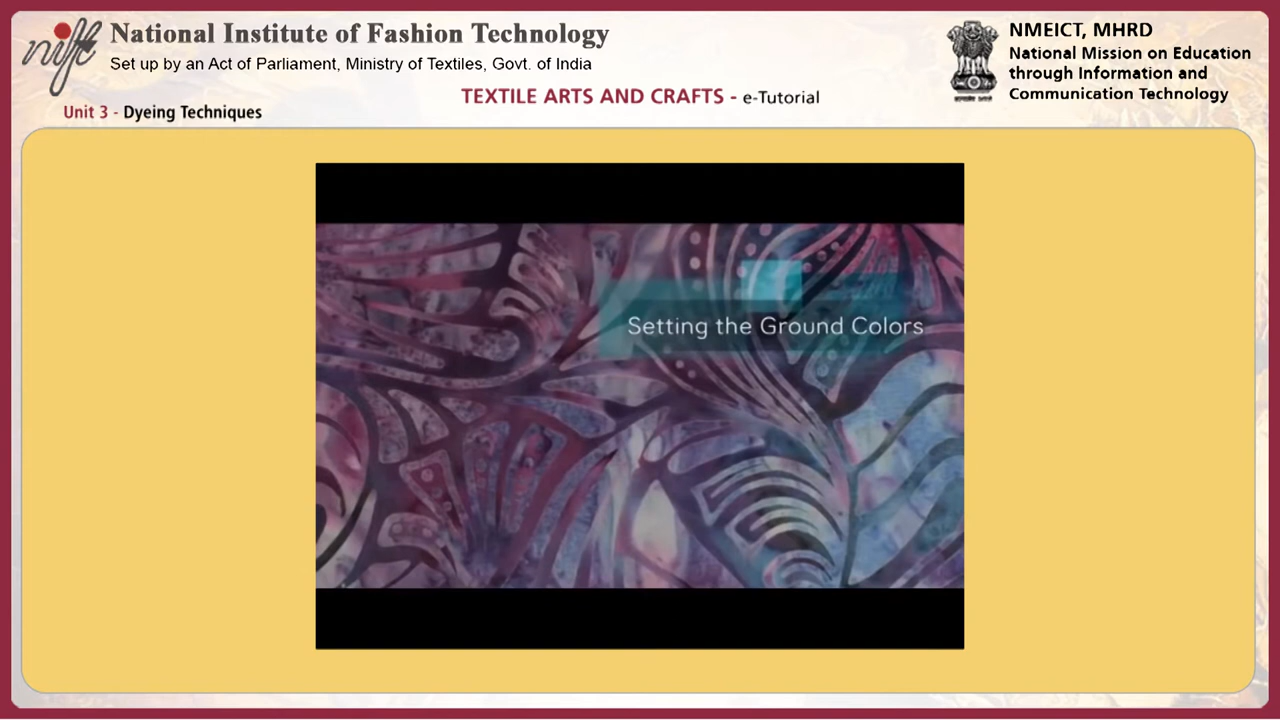 nift
National Institute of Fashion Technology
Set up by an Act of Parliament, Ministry of Textiles, Govt. of India
TEXTILE ARTS AND CRAFTS - e-Tutorial
Unit 3 - Dyeing Techniques
NMEICT, MHRD
National Mission on Education
through Information and
Communication Technology
Setting the Ground Colors